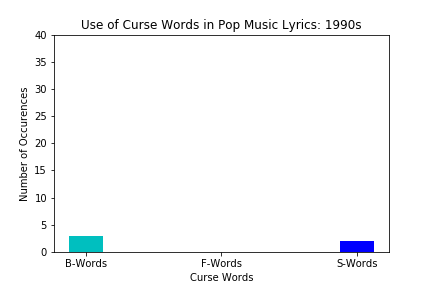 Use of Curse Words in Pop Music Lyrics: 1990s
40
35
30
25
20
15
10
5
0
Number of Occurences
B-Words F-Words S-Words
Curse Words